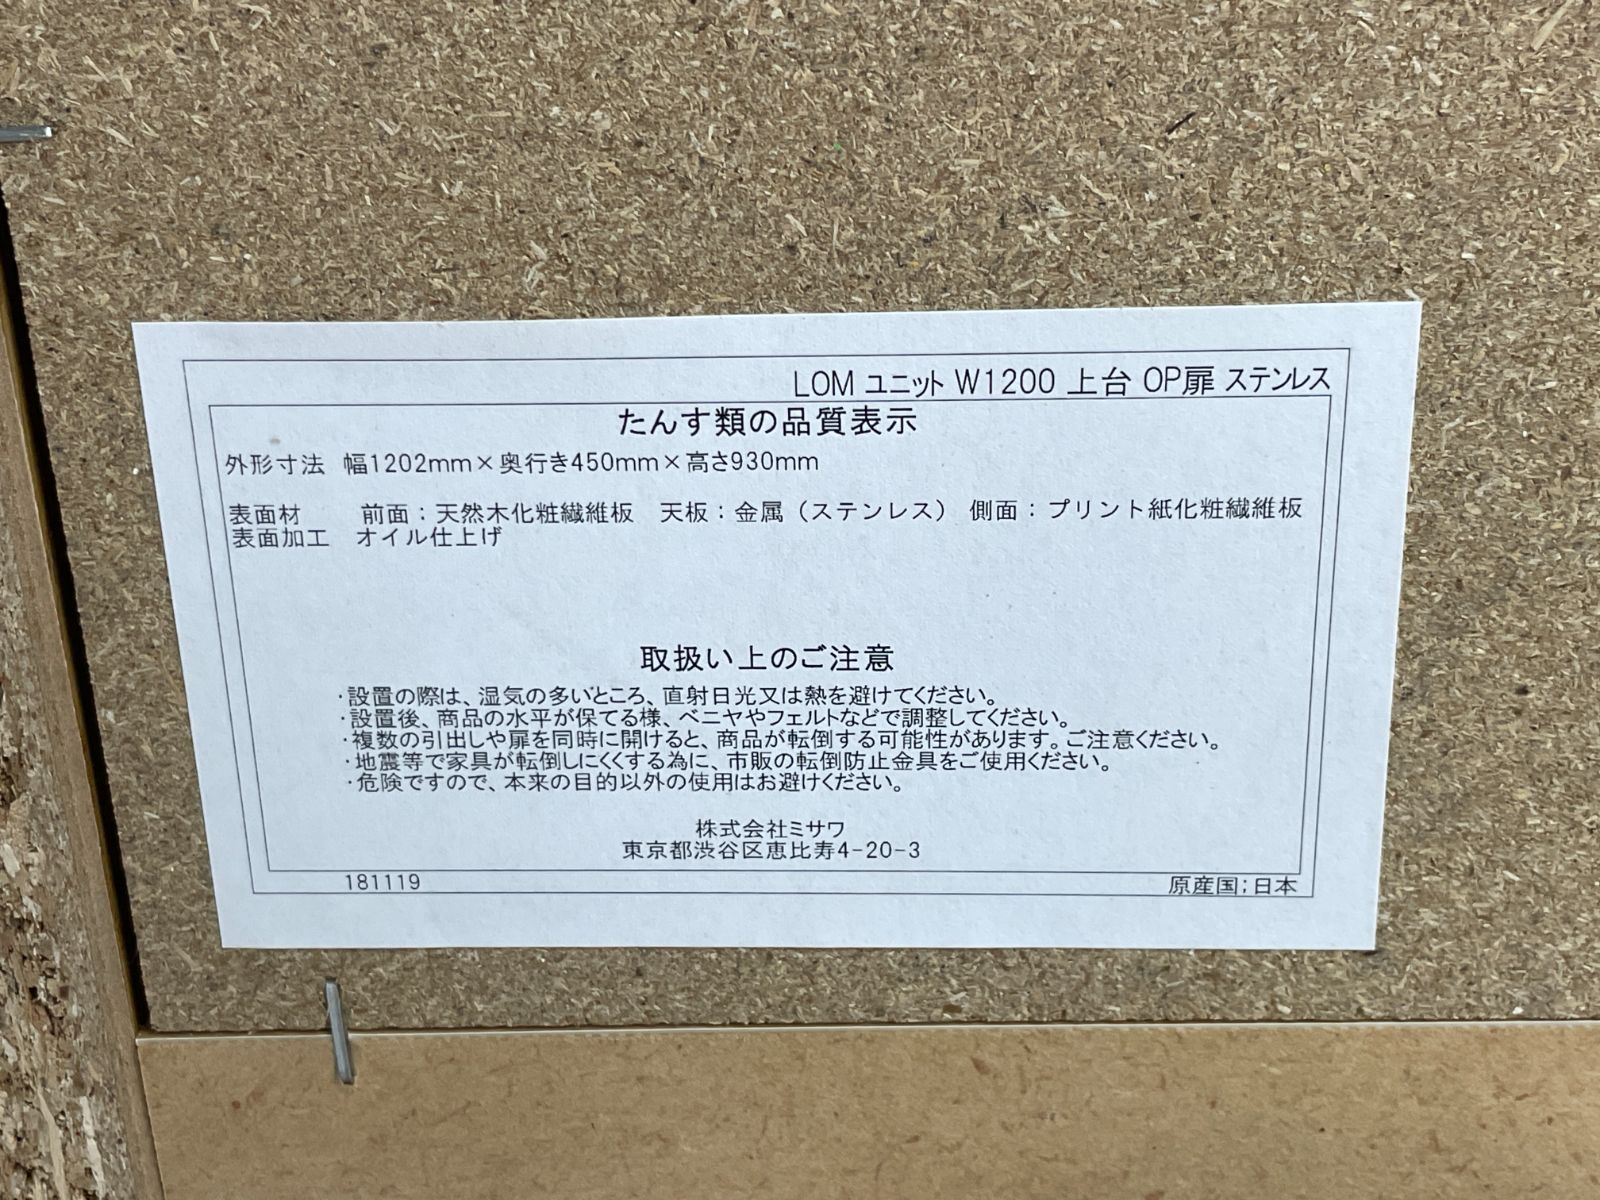 LOM ユニット W1200 上台 OP扉 ステンレス
たんす類の品質表示
外形寸法 幅1202mm×奥行き450mm×高さ930mm
表面材 前面：天然木化粧繊維板 天板：金属（ステンレス） 側面：プリント紙化粧繊維板
表面加工 オイル仕上げ
取扱い上のご注意
・設置の際は、湿気の多いところ、直射日光又は熱を避けてください。
・設置後、商品の水平が保てる様、ベニヤやフェルトなどで調整してください。
・複数の引出しや扉を同時に開けると、商品が転倒する可能性があります。ご注意ください。
・地震等で家具が転倒しにくくする為に、市販の転倒防止金具をご使用ください。
・危険ですので、本来の目的以外の使用はお避けください。
株式会社ミサワ
東京都渋谷区恵比寿4-20-3
181119 原産国；日本